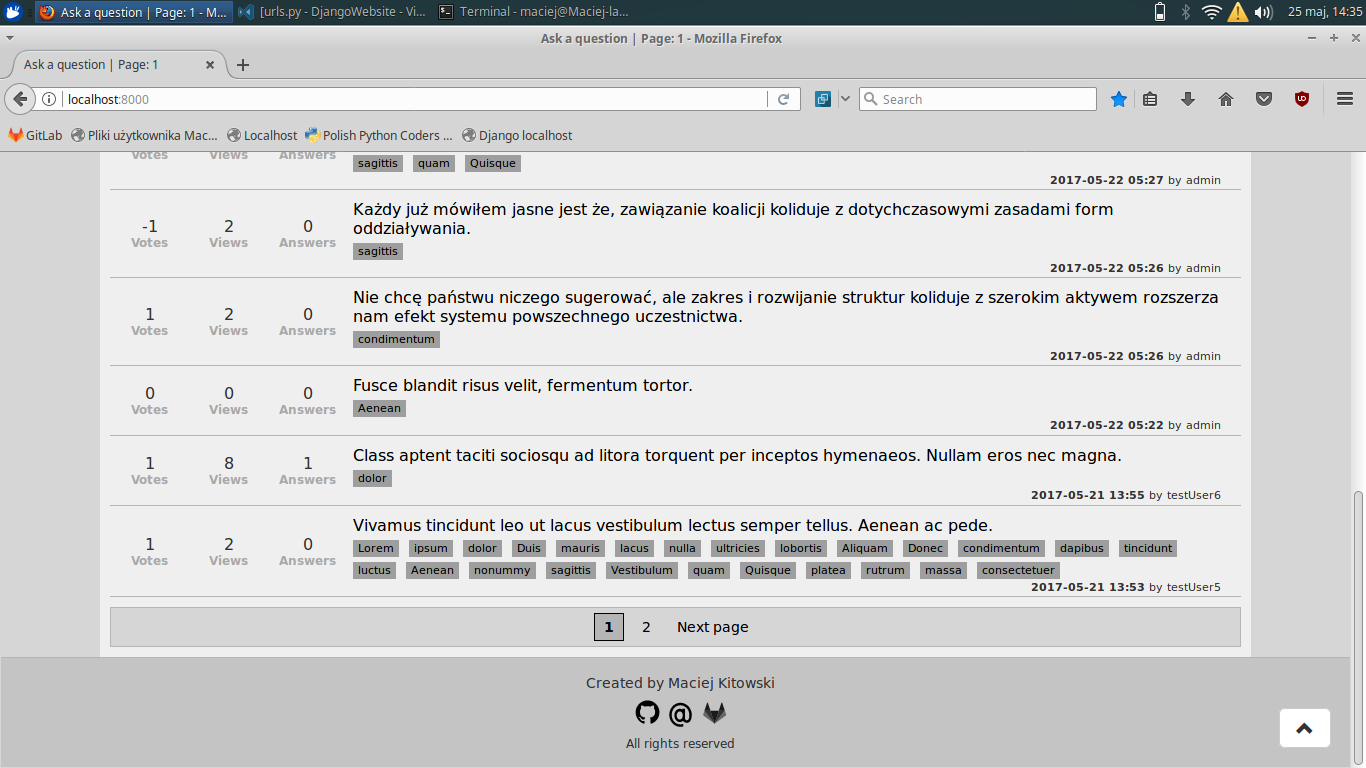 Ask a question | Page: 1 - M...
[urls.py - DjangoWebsite - Vi...
Terminal - maciej@Maciej-la...
25 maj, 14:35
Ask a question | Page: 1 - Mozilla Firefox
Ask a question | Page: 1
localhost:8000
Search
GitLab
Pliki użytkownika Mac...
Localhost
Polish Python Coders ...
Django localhost
Votes Views Answers
sagittis quam Quisque
2017-05-22 05:27 by admin
-1 2 0
Votes Views Answers
Każdy już mówiłem jasne jest że, zawiązanie koalicji koliduje z dotychczasowymi zasadami form
oddziaływania.
sagittis
2017-05-22 05:26 by admin
1 2 0
Votes Views Answers
Nie chcę państwu niczego sugerować, ale zakres i rozwijanie struktur koliduje z szerokim aktywem rozszerza
nam efekt systemu powszechnego uczestnictwa.
condimentum
2017-05-22 05:26 by admin
0 0 0
Votes Views Answers
Fusce blandit risus velit, fermentum tortor.
Aenean
2017-05-22 05:22 by admin
1 8 1
Votes Views Answers
Class aptent taciti sociosqu ad litora torquent per inceptos hymenaeos. Nullam eros nec magna.
dolor
2017-05-21 13:55 by testUser6
1 2 0
Votes Views Answers
Vivamus tincidunt leo ut lacus vestibulum lectus semper tellus. Aenean ac pede.
Lorem ipsum dolor Duis mauris lacus nulla ultricies lobortis Aliquam Donec condimentum dapibus tincidunt
luctus Aenean nonummy sagittis Vestibulum quam Quisque platea rutrum massa consectetuer
2017-05-21 13:53 by testUser5
1 2 Next page
Created by Maciej Kitowski
@
All rights reserved